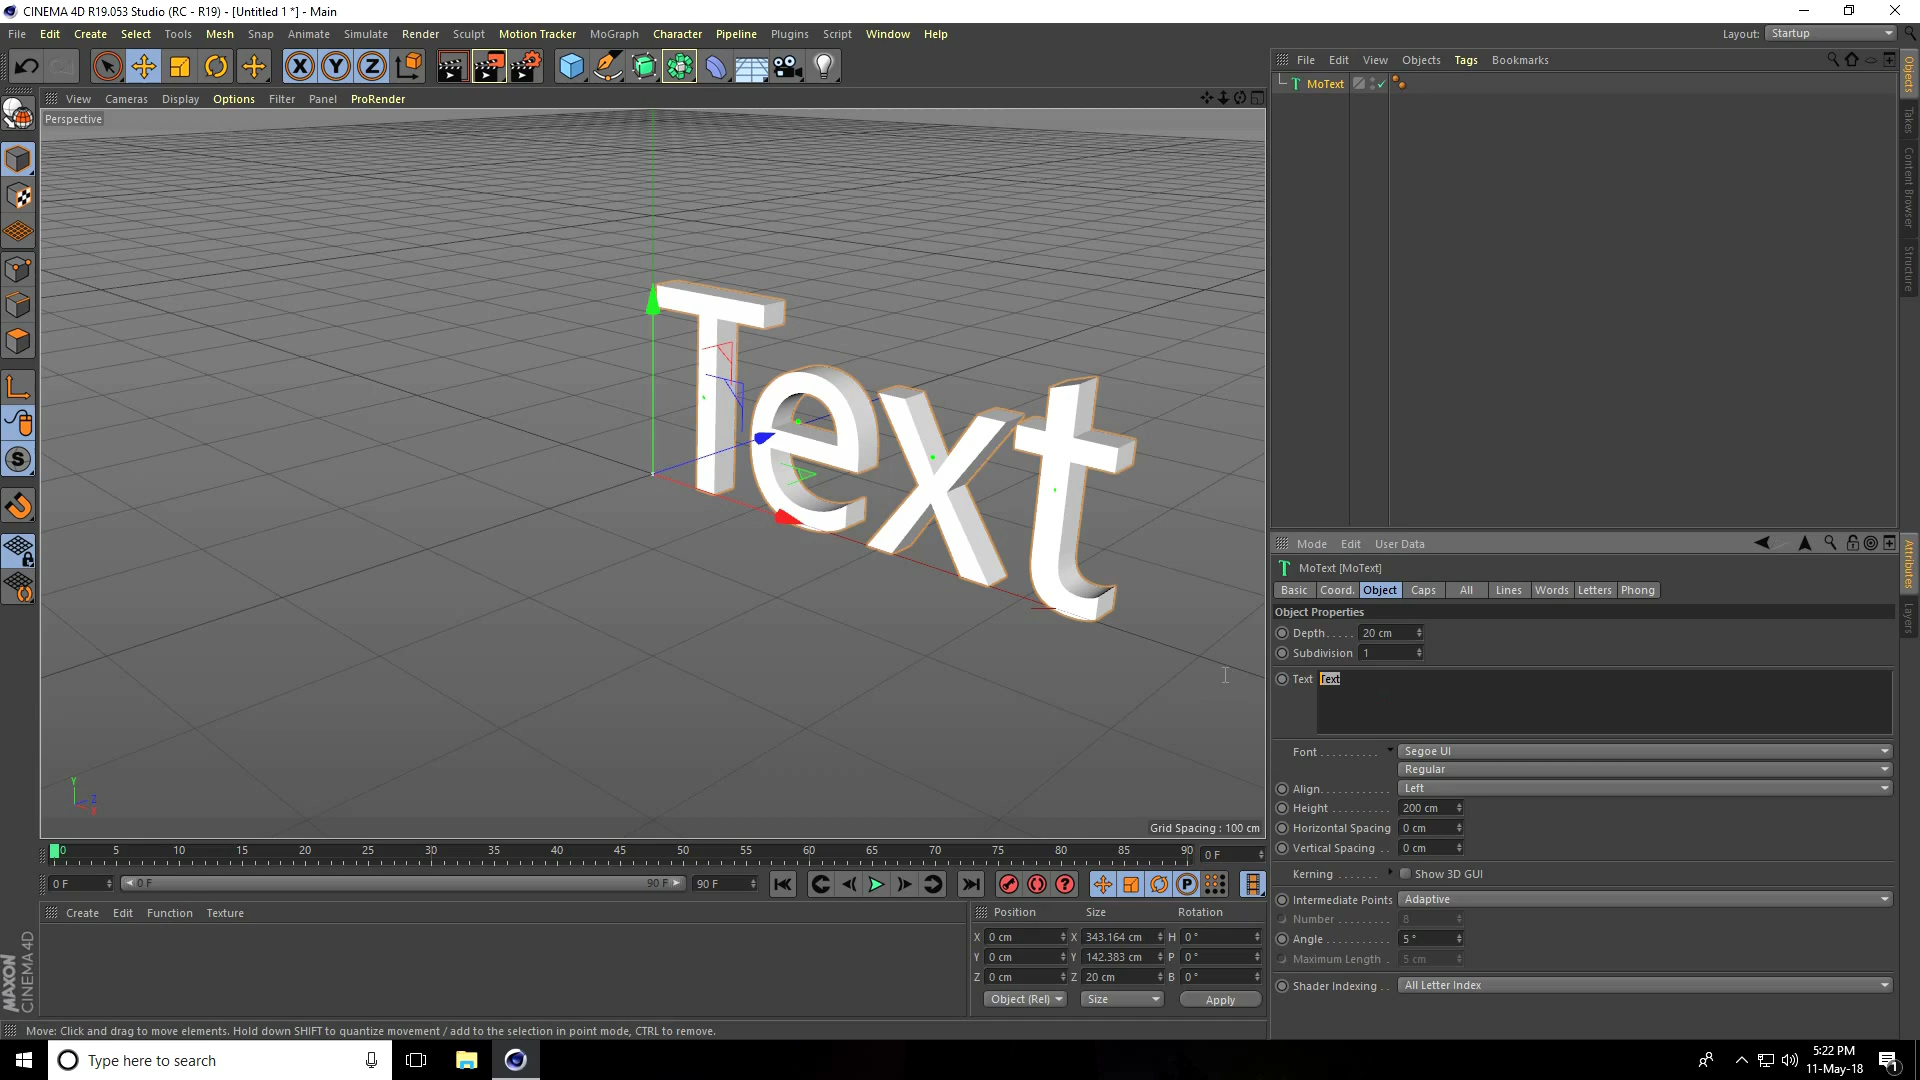 CINEMA 4D R19.053 Studio (RC - R19) - [Untitled 1 *] - Main
File Edit Create Select Tools Mesh Snap Animate Simulate Render Sculpt Motion Tracker MoGraph Character Pipeline Plugins Script Window Help
Layout: Startup
View Cameras Display Options Filter Panel ProRender
Perspective
Text
Y
Z
X
Grid Spacing : 100 cm
0 5 10 15 20 25 30 35 40 45 50 55 60 65 70 75 80 85 90
0 F
0 F 0 F 90 F 90 F
Create Edit Function Texture
MAXON
CINEMA 4D
Position Size Rotation
X 0 cm X 343.164 cm H 0 °
Y 0 cm Y 142.383 cm P 0 °
Z 0 cm Z 20 cm B 0 °
Object (Rel) Size Apply
Move: Click and drag to move elements. Hold down SHIFT to quantize movement / add to the selection in point mode, CTRL to remove.
File Edit View Objects Tags Bookmarks
MoText
Objects
Takes
Content Browser
Structure
Mode Edit User Data
MoText [MoText]
Basic Coord. Object Caps All Lines Words Letters Phong
Object Properties
Depth . . . . . 20 cm
Subdivision 1
Text Text
Font . . . . . . . . . . Segoe UI
Regular
Align. . . . . . . . . . . . Left
Height . . . . . . . . . . 200 cm
Horizontal Spacing 0 cm
Vertical Spacing . . 0 cm
Kerning . . . . . . . . Show 3D GUI
Intermediate Points Adaptive
Number . . . . . . . . . 8
Angle . . . . . . . . . . . 5 °
Maximum Length . 5 cm
Shader Indexing . . All Letter Index
Attributes
Layers
Type here to search
5:22 PM
11-May-18
1